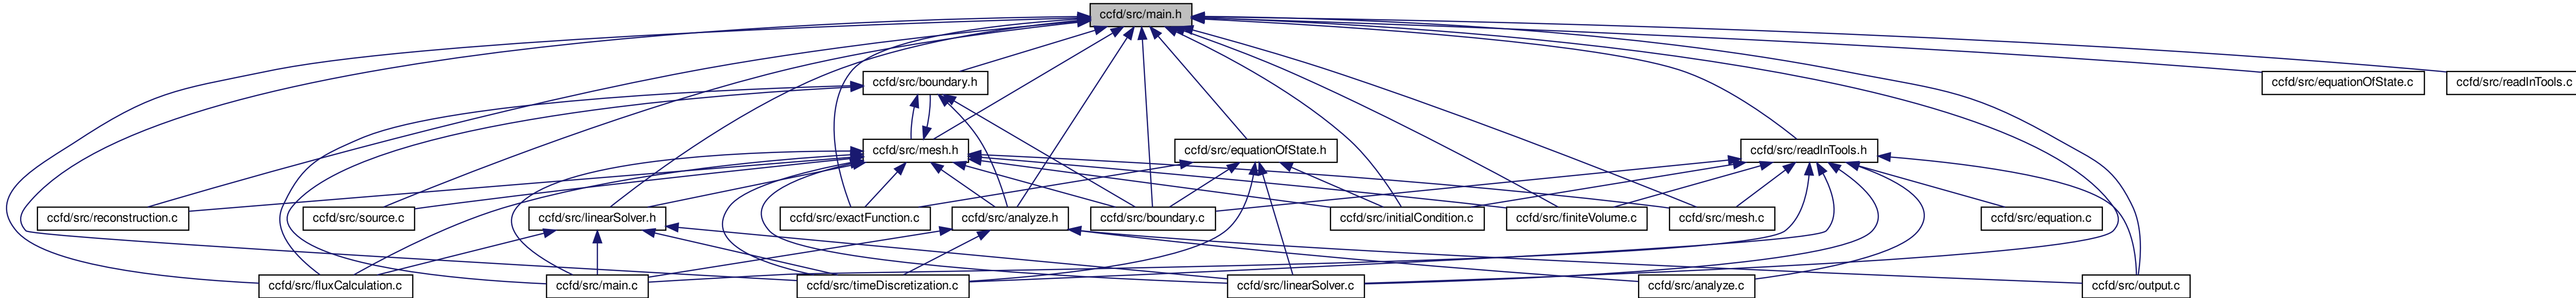 ccfd/src/main.h
ccfd/src/boundary.h
ccfd/src/equationOfState.c
ccfd/src/readInTools.c
ccfd/src/mesh.h
ccfd/src/equationOfState.h
ccfd/src/readInTools.h
ccfd/src/reconstruction.c
ccfd/src/source.c
ccfd/src/linearSolver.h
ccfd/src/exactFunction.c
ccfd/src/analyze.h
ccfd/src/boundary.c
ccfd/src/initialCondition.c
ccfd/src/finiteVolume.c
ccfd/src/mesh.c
ccfd/src/equation.c
ccfd/src/fluxCalculation.c
ccfd/src/main.c
ccfd/src/timeDiscretization.c
ccfd/src/linearSolver.c
ccfd/src/analyze.c
ccfd/src/output.c